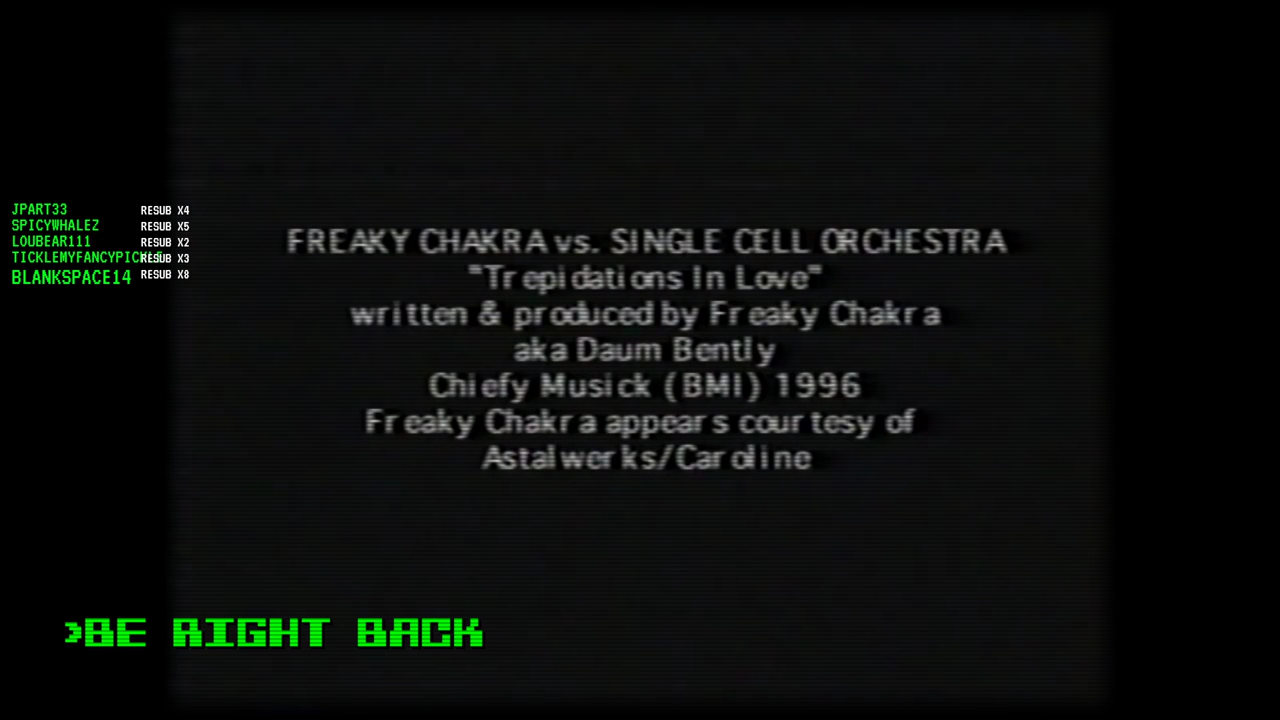 JPART33 RESUB X4
SPICYWHALEZ RESUB X5
LOUBEAR111 RESUB X2
TICKLEMYFANCYPICKLE RESUB X3
BLANKSPACE14 RESUB X8
FREAKY CHAKRA vs. SINGLE CELL ORCHESTRA
"Trepidations In Love"
written & produced by Freaky Chakra
aka Daum Bently
Chiefy Musick (BMI) 1996
Freaky Chakra appears courtesy of
Astalwerks/Caroline
>BE RIGHT BACK